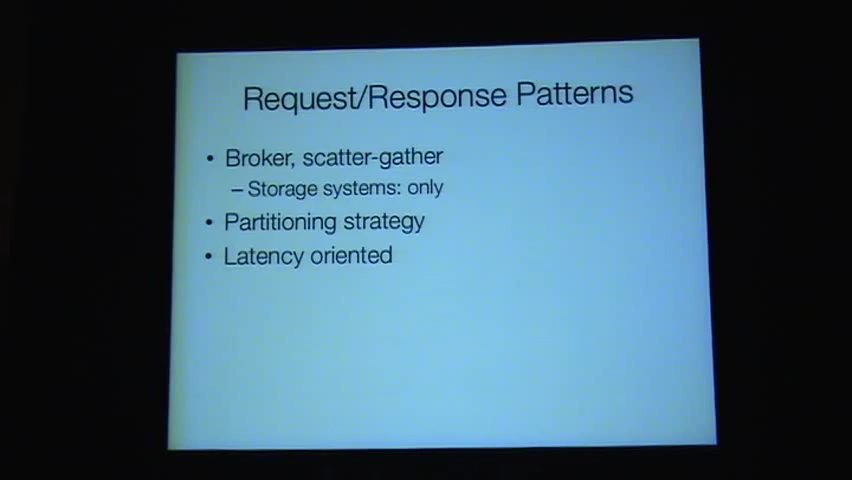 Request/Response Patterns
• Broker, scatter-gather
– Storage systems: only
• Partitioning strategy
• Latency oriented